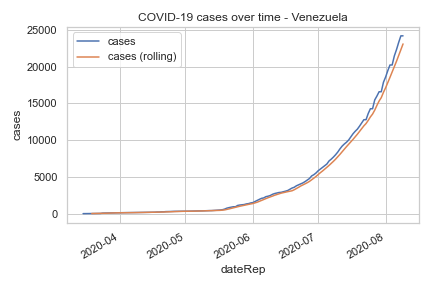 COVID-19 cases over time - Venezuela
cases
cases (rolling)
25000
20000
15000
10000
5000
0
cases
2020-04
2020-05
2020-06
2020-07
2020-08
dateRep